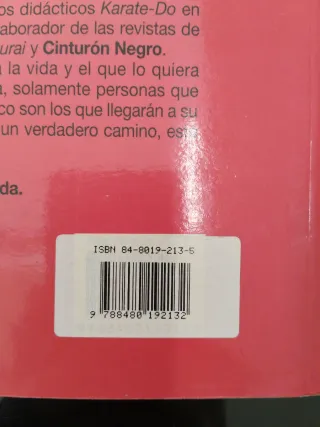 os didácticos Karate-Do en
laborador de las revistas de
urai y Cinturón Negro.
a la vida y el que lo quiera
a, solamente personas que
co son los que llegarán a su
un verdadero camino, este
da.
ISBN 84-8019-213-5
9 788480 192132